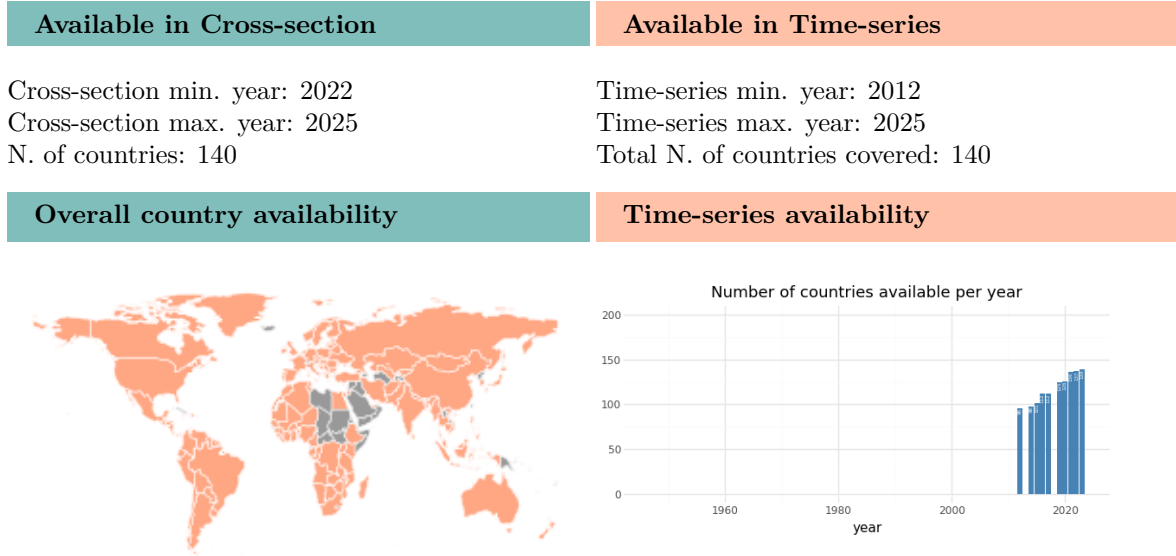 Available in Cross-section
Available in Time-series
Cross-section min. year: 2022
Cross-section max. year: 2025
N. of countries: 140
Time-series min. year: 2012
Time-series max. year: 2025
Total N. of countries covered: 140
Overall country availability
Time-series availability
Number of countries available per year
200
150
100
50
0
1960
1980
2000
2020
year